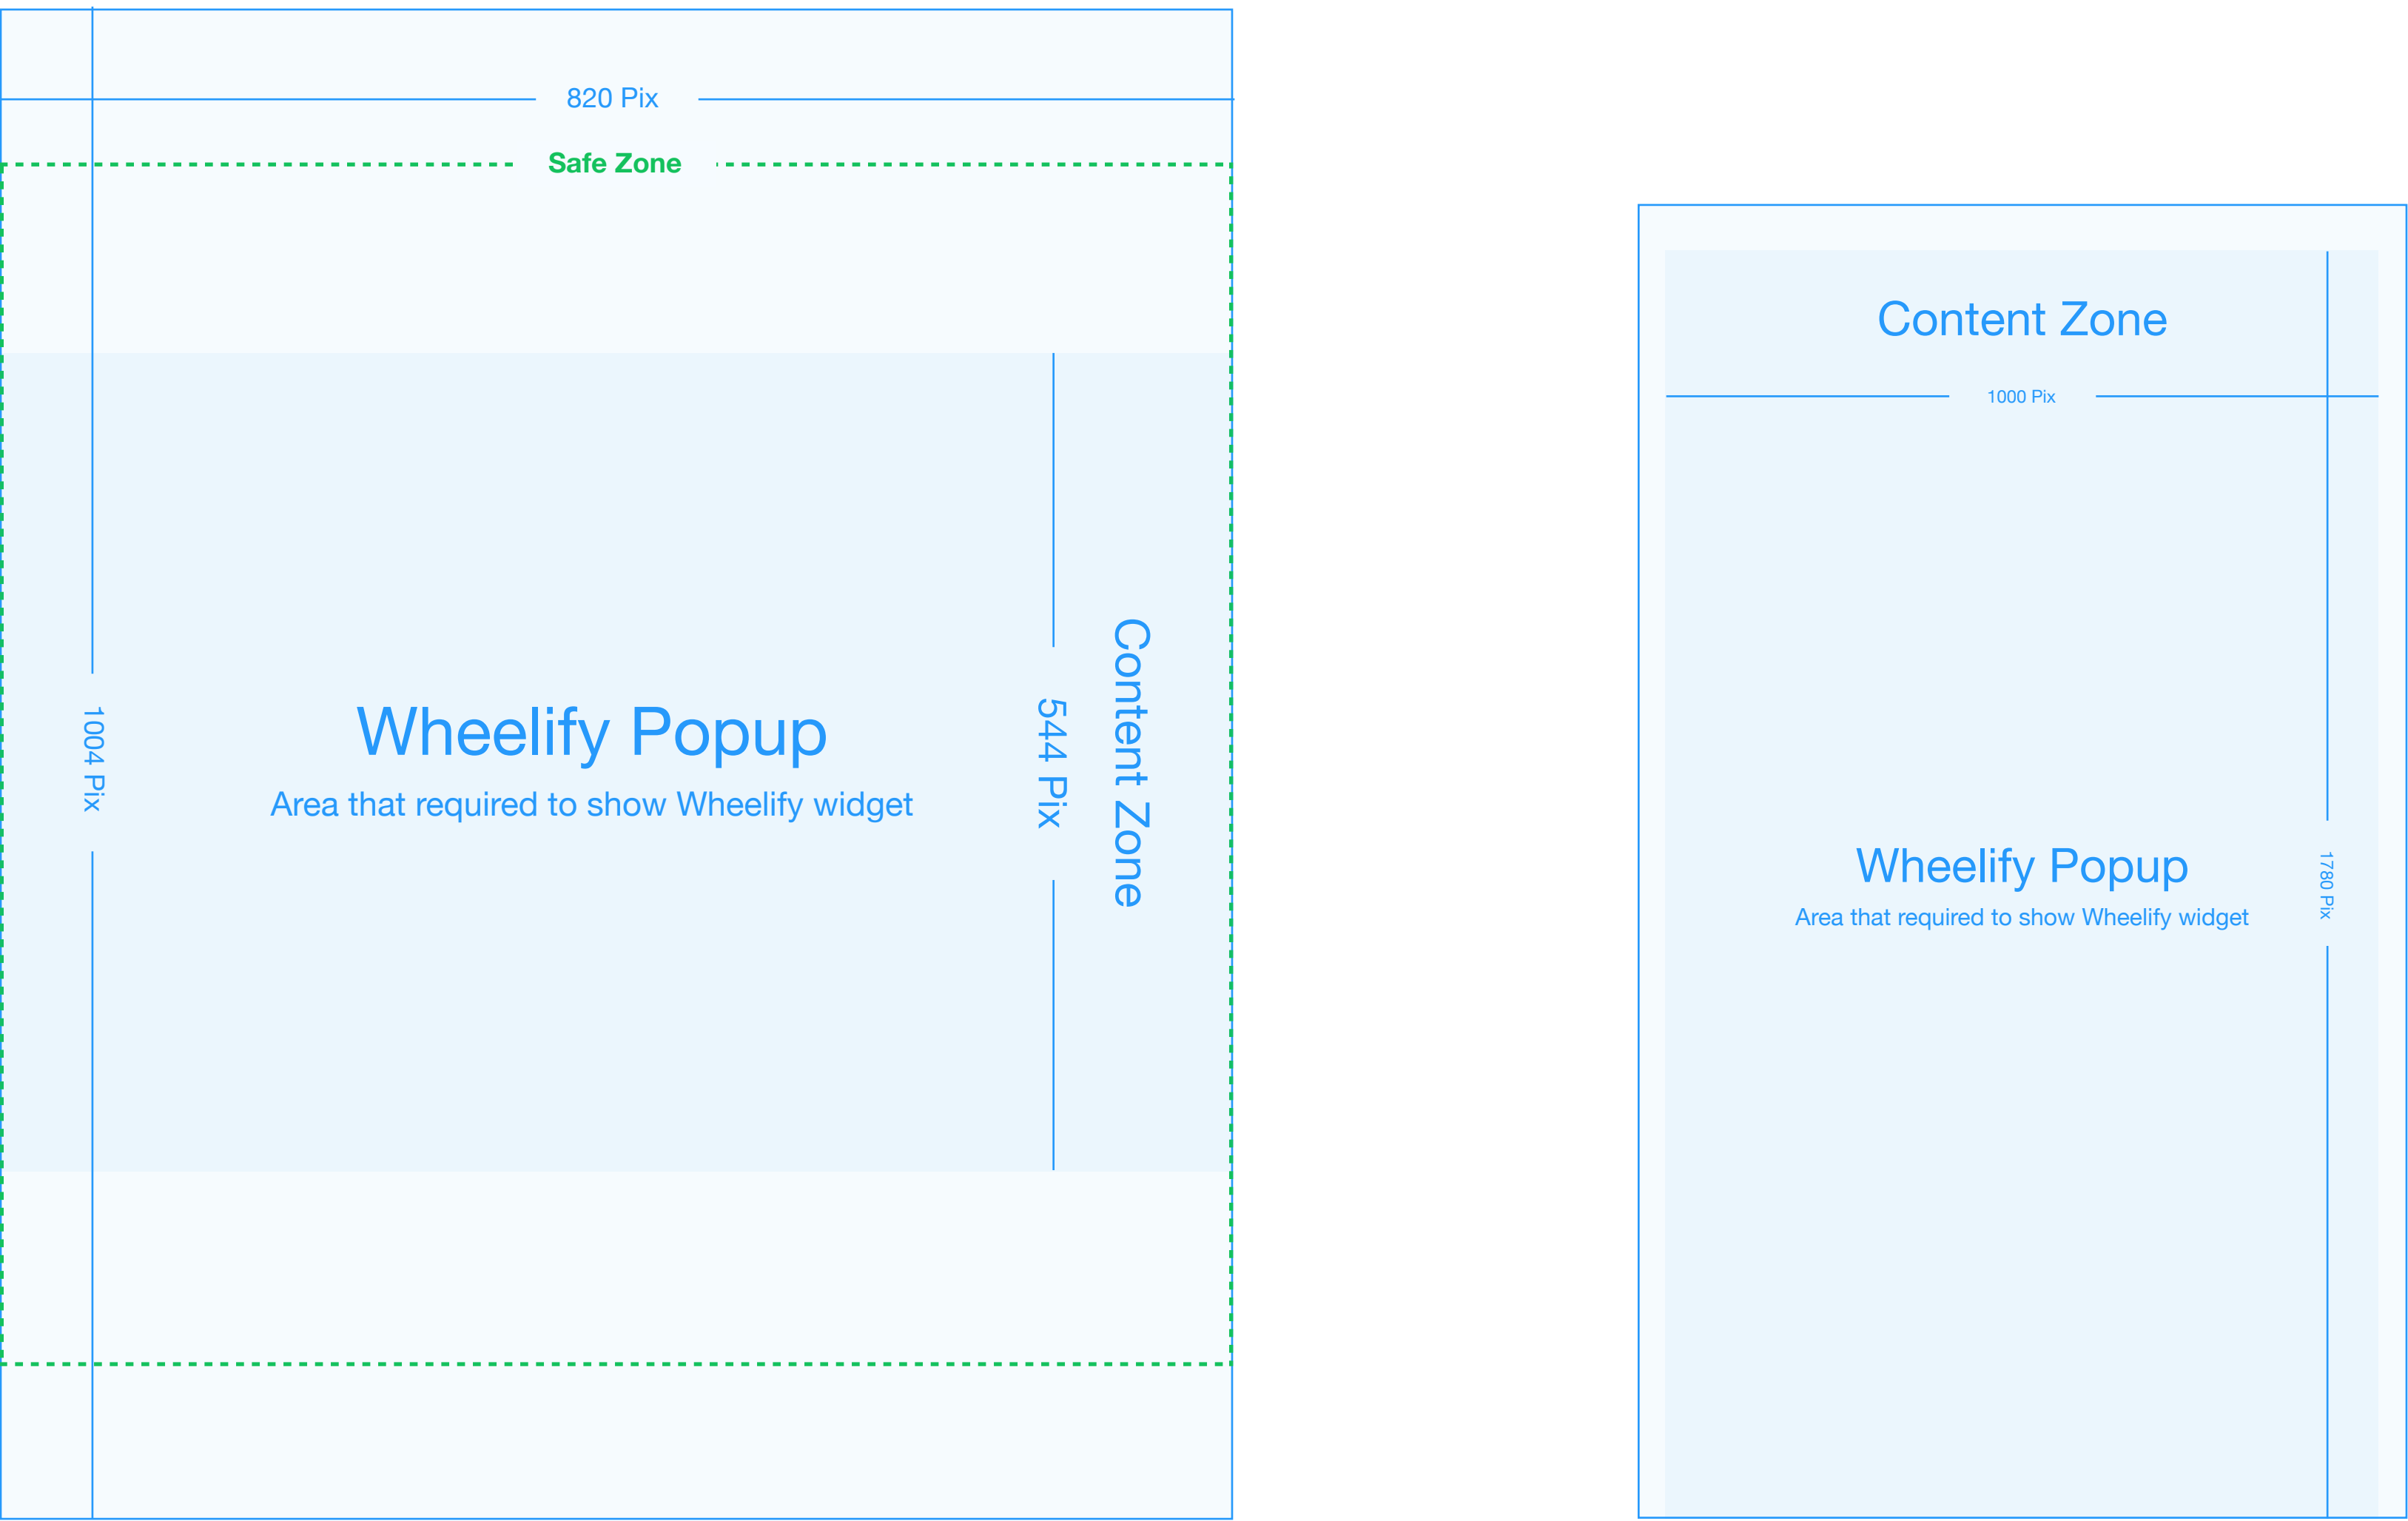 820 Pix
Safe Zone
1004 Pix
Wheelify Popup
Area that required to show Wheelify widget
544 Pix
Content Zone
Content Zone
1000 Pix
Wheelify Popup
Area that required to show Wheelify widget
1780 Pix